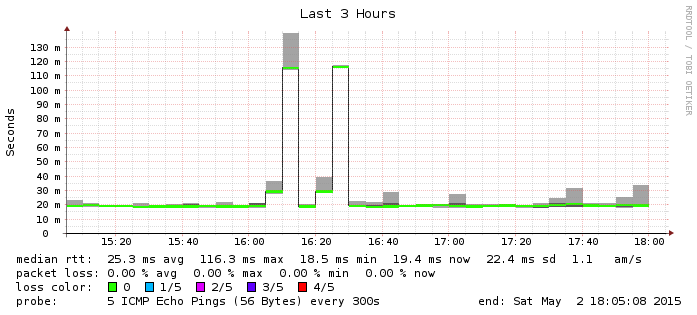 Last 3 Hours
RRDTOOL / TOBI OETIKER
Seconds
130 m
120 m
110 m
100 m
90 m
80 m
70 m
60 m
50 m
40 m
30 m
20 m
10 m
0
15:20 15:40 16:00 16:20 16:40 17:00 17:20 17:40 18:00
median rtt: 25.3 ms avg 116.3 ms max 18.5 ms min 19.4 ms now 22.4 ms sd 1.1 am/s
packet loss: 0.00 % avg 0.00 % max 0.00 % min 0.00 % now
loss color: 0 1/5 2/5 3/5 4/5
probe: 5 ICMP Echo Pings (56 Bytes) every 300s end: Sat May 2 18:05:08 2015